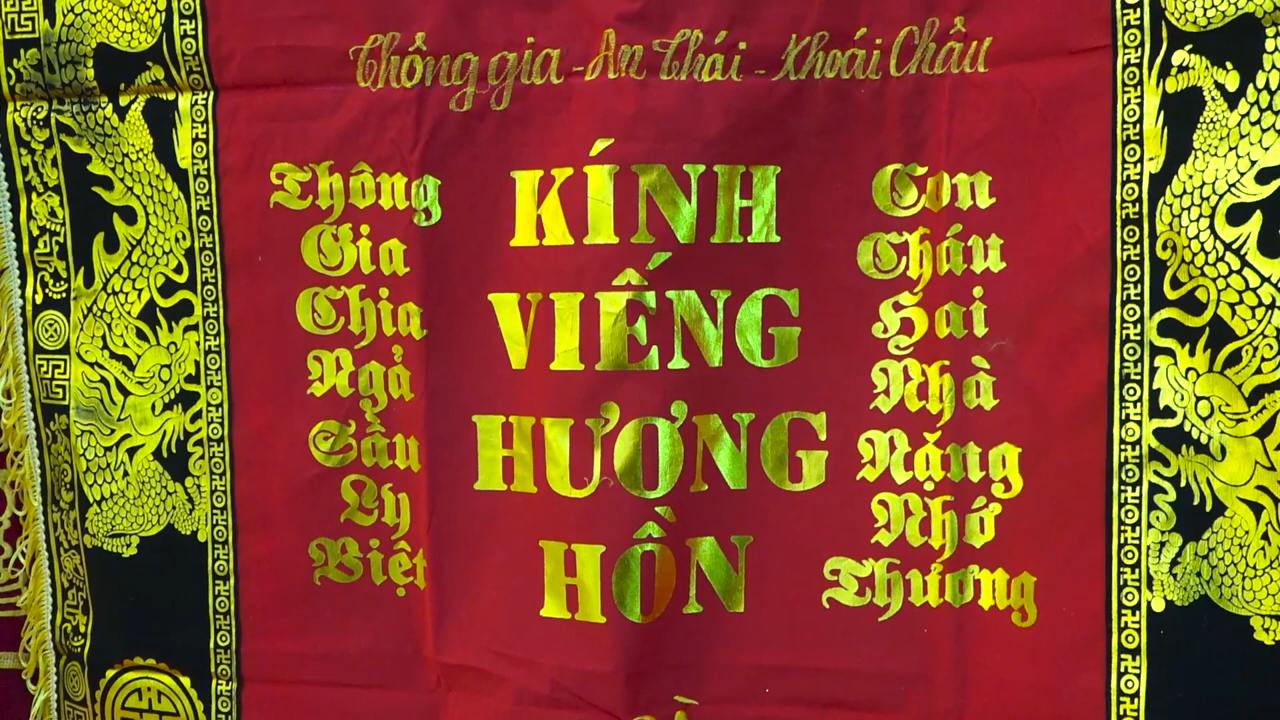 Thông gia - An Thái - Khoái Châu
KÍNH
VIẾNG
HƯƠNG
HỒN
Thông
Gia
Chia
Ngả
Sầu
Ly
Biệt
Con
Cháu
Hai
Nhà
Nặng
Nhớ
Thương